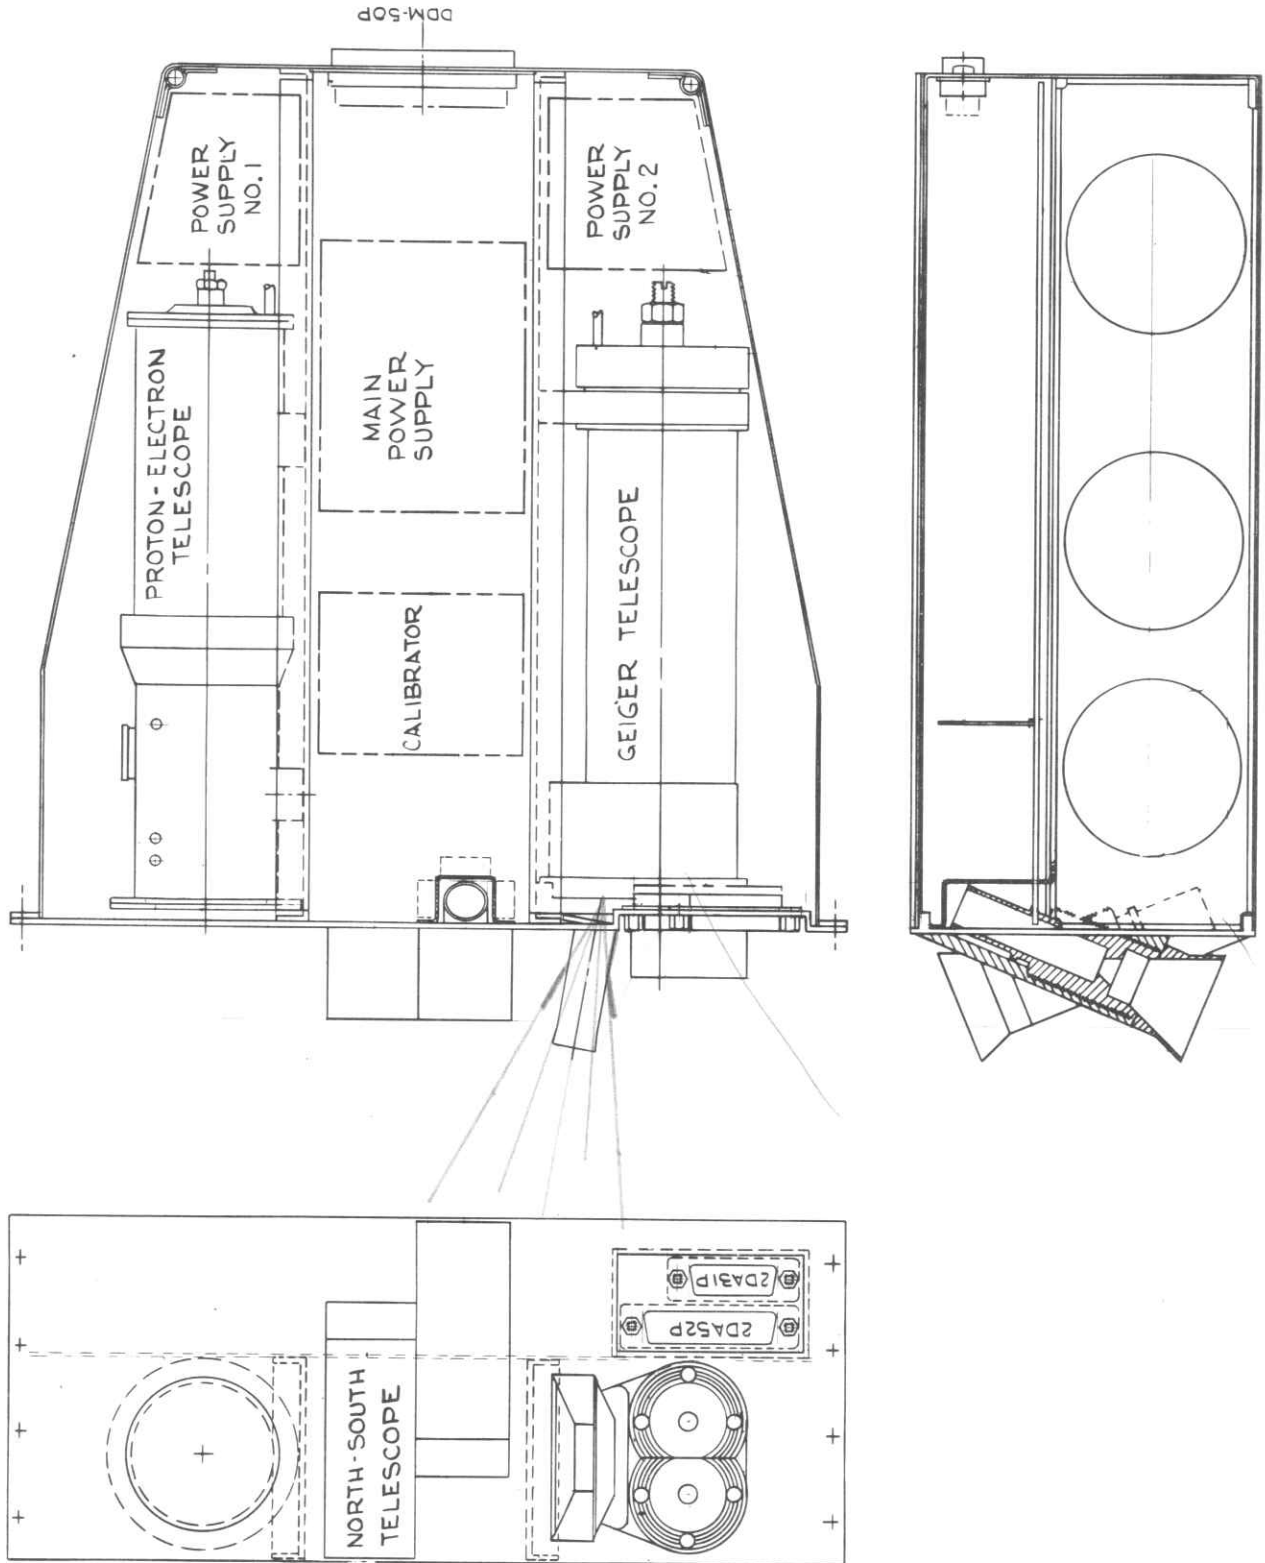 DDM-50P
POWER
SUPPLY
NO.1
POWER
SUPPLY
NO.2
PROTON-ELECTRON
TELESCOPE
MAIN
POWER
SUPPLY
GEIGER TELESCOPE
CALIBRATOR
2DA31P
2DA52P
NORTH-SOUTH
TELESCOPE